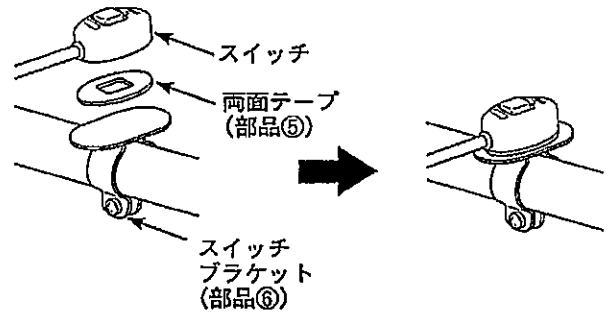 スイッチ
両面テープ
(部品⑤)
スイッチ
ブラケット
(部品⑥)